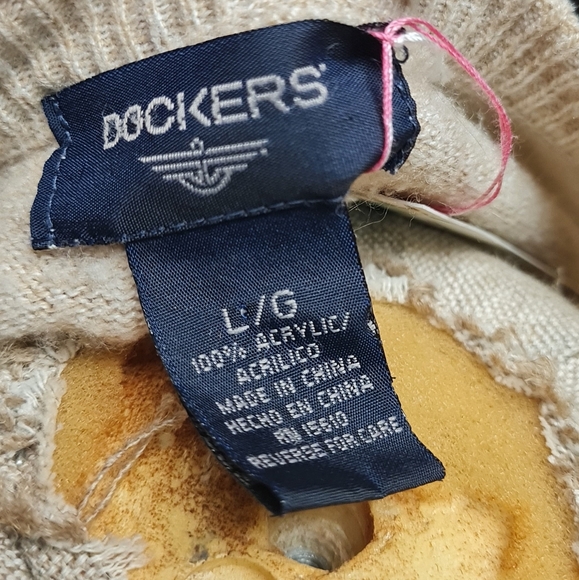 DOCKERS®
L/G
100% ACRYLIC/
ACRILICO
MADE IN CHINA
HECHO EN CHINA
RN 15610
REVERSE FOR CARE